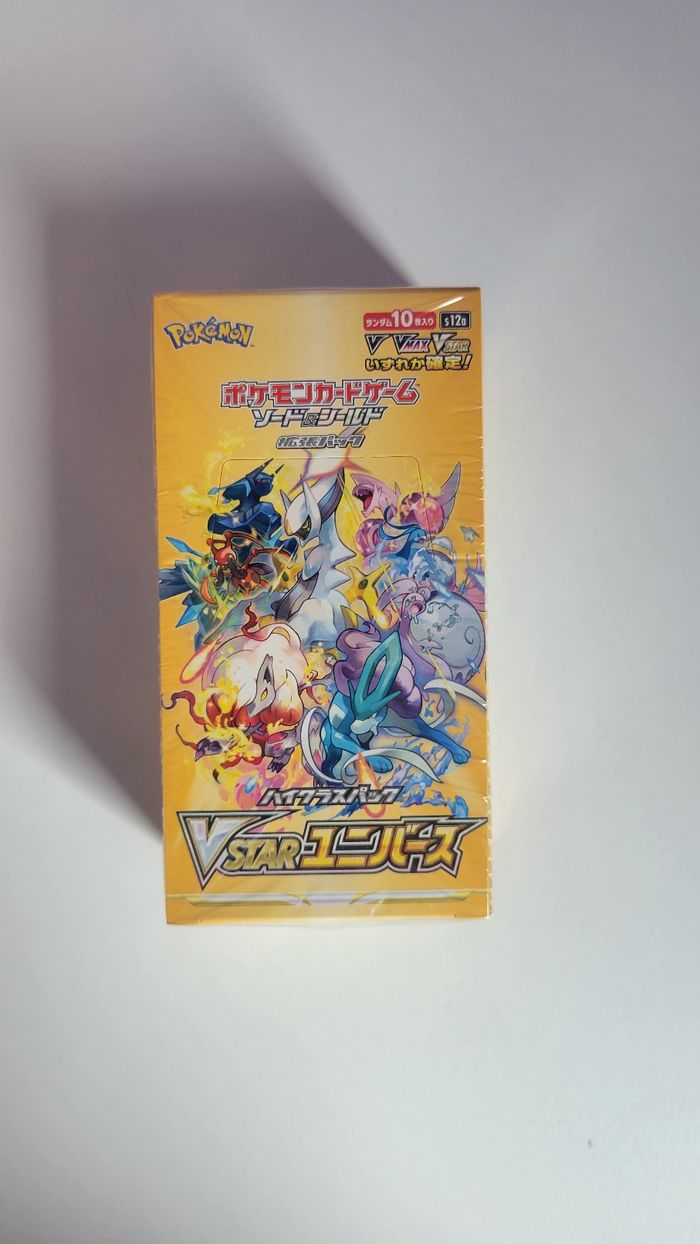 Pokémon
ランダム10枚入り s12a
V VMAX VSTAR
いずれか確定!
ポケモンカードゲーム
ソード&シールド
拡張パック
ハイクラスパック
VSTARユニバース